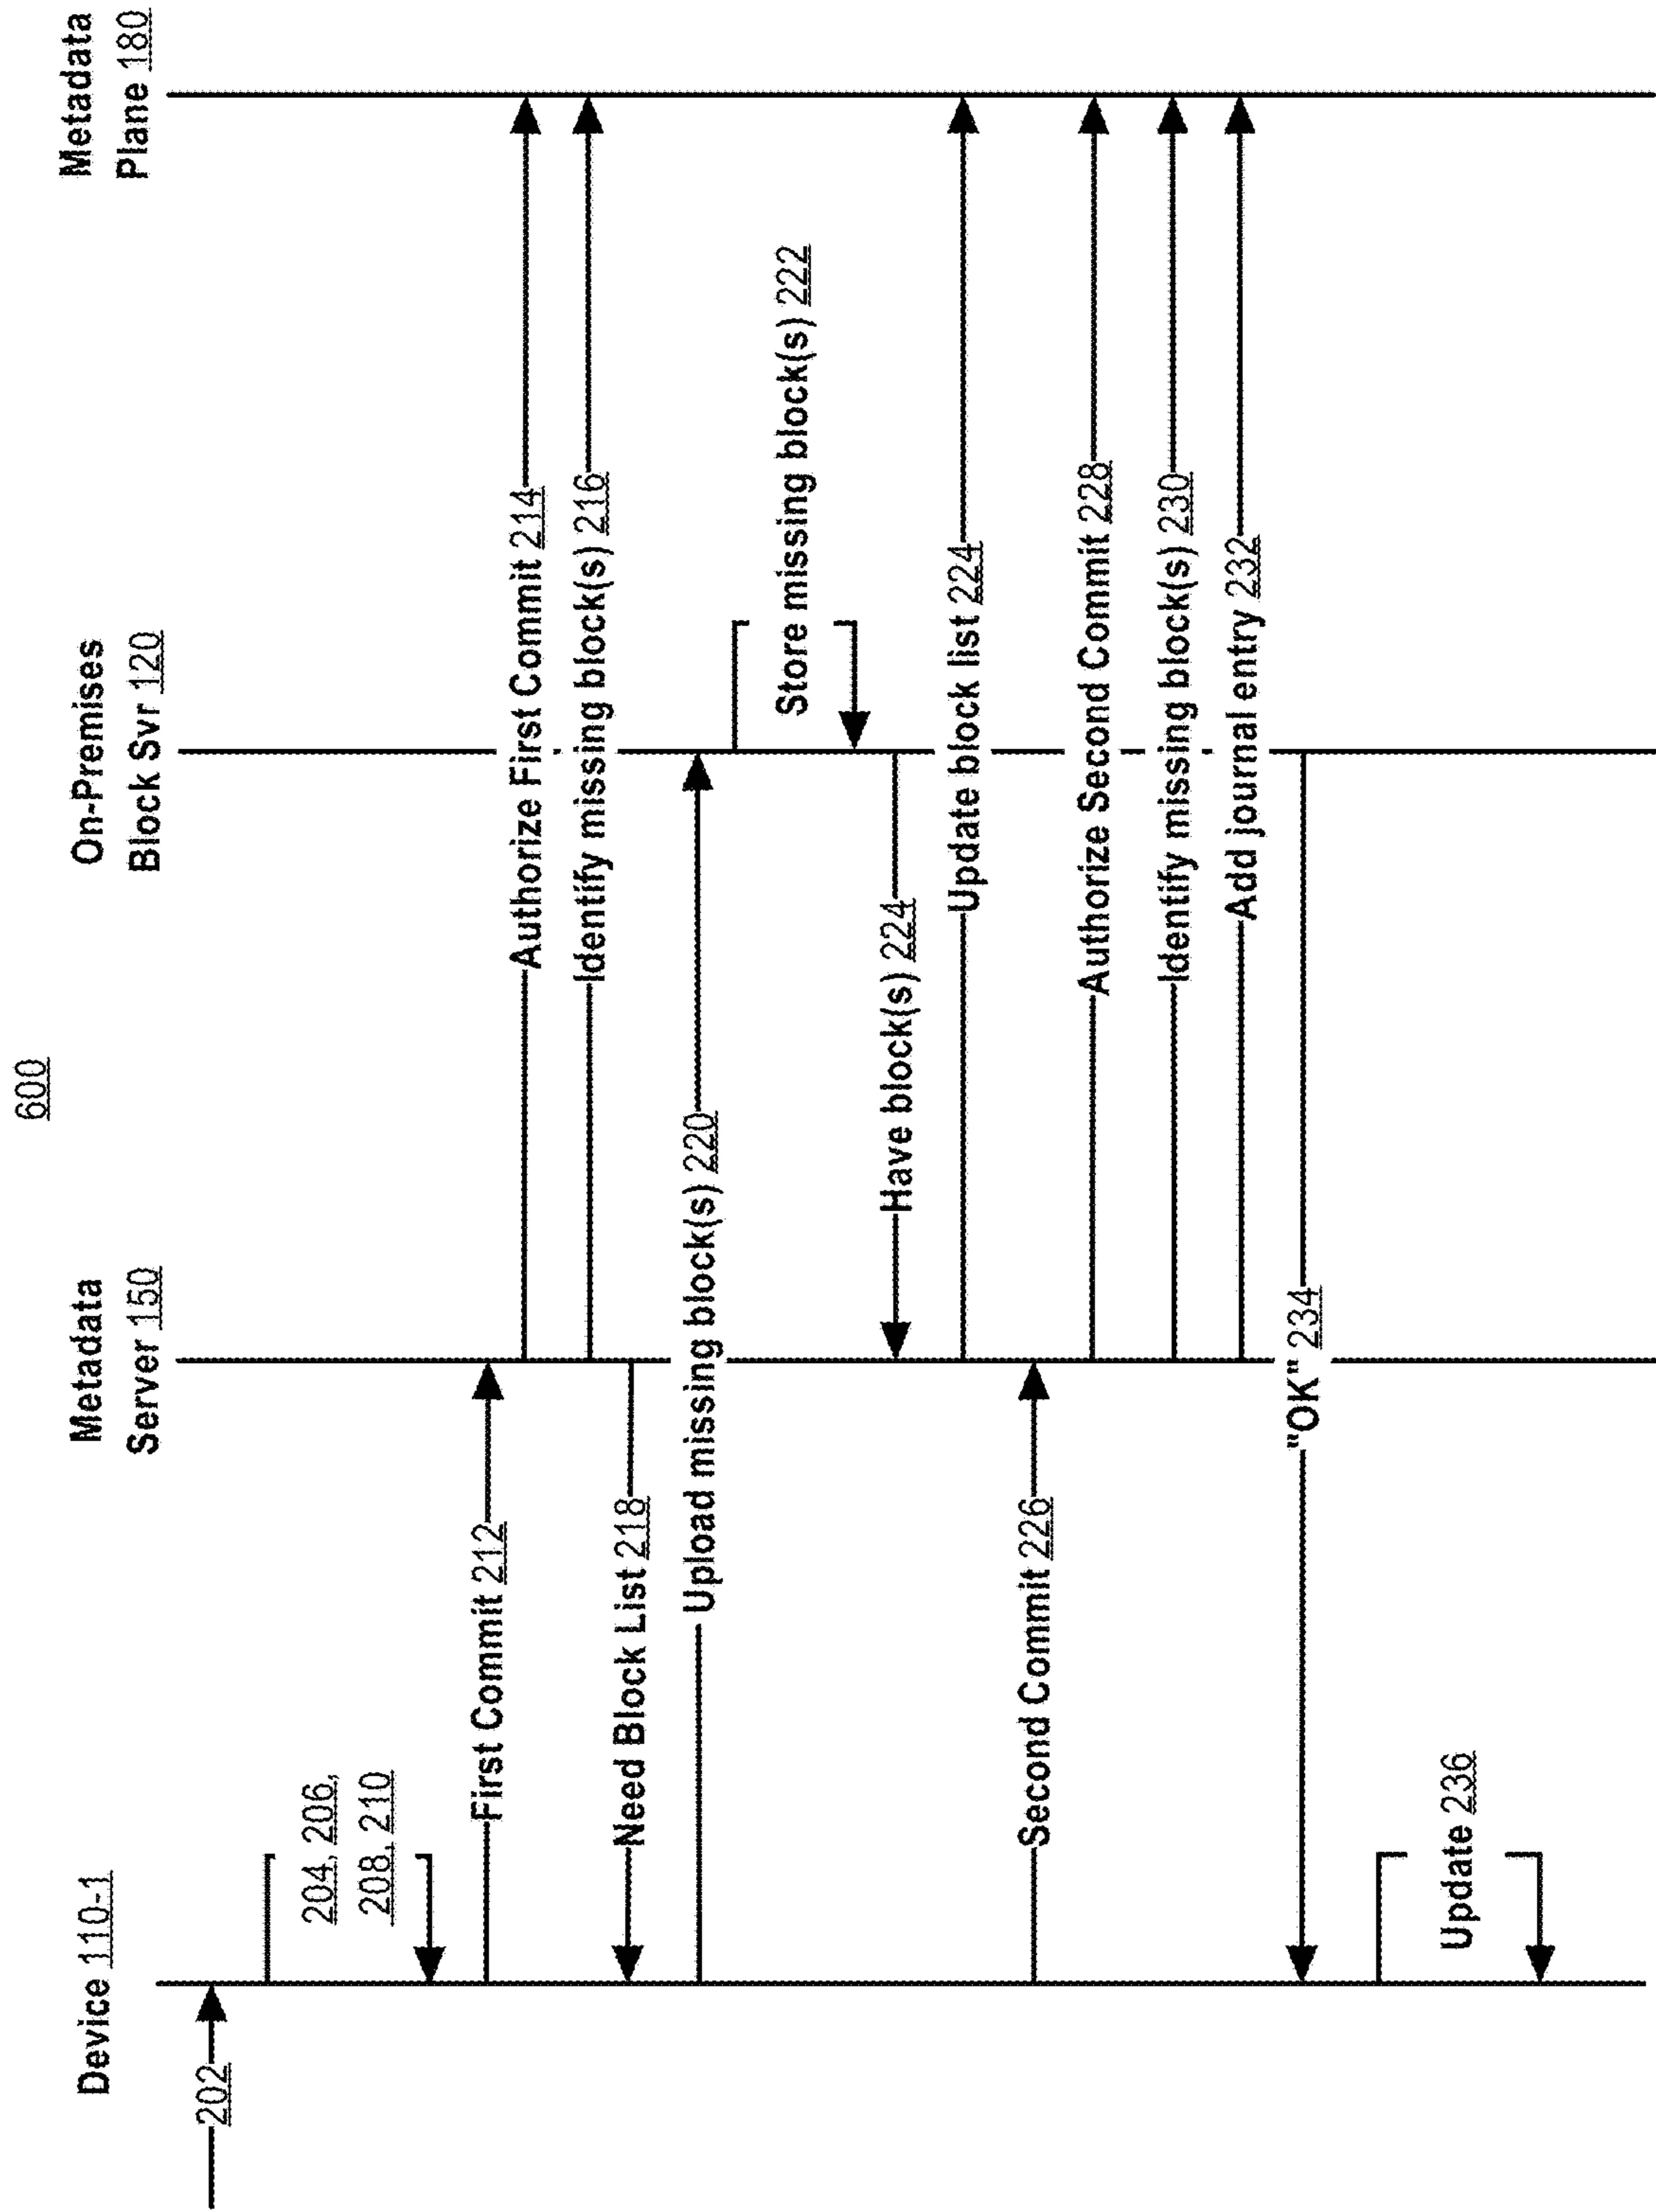 600
Device 110-1
Metadata
Server 150
On-Premises
Block Svr 120
Metadata
Plane 180
202
204, 206,
208, 210
First Commit 212
Authorize First Commit 214
Identify missing block(s) 216
Need Block List 218
Upload missing block(s) 220
Store missing block(s) 222
Have block(s) 224
Update block list 224
Second Commit 226
Authorize Second Commit 228
Identify missing block(s) 230
Add journal entry 232
"OK" 234
Update 236